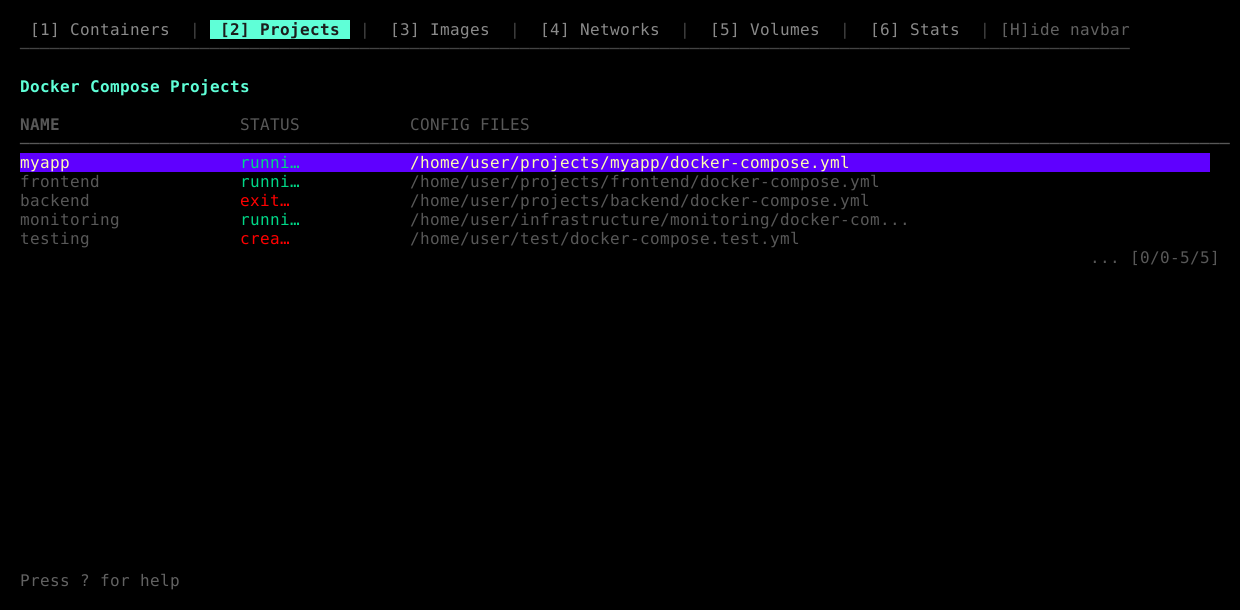 [1] Containers | [2] Projects | [3] Images | [4] Networks | [5] Volumes | [6] Stats | [H]ide navbar
Docker Compose Projects
NAME STATUS CONFIG FILES
myapp runni… /home/user/projects/myapp/docker-compose.yml
frontend runni… /home/user/projects/frontend/docker-compose.yml
backend exit… /home/user/projects/backend/docker-compose.yml
monitoring runni… /home/user/infrastructure/monitoring/docker-com...
testing crea… /home/user/test/docker-compose.test.yml
... [0/0-5/5]
Press ? for help